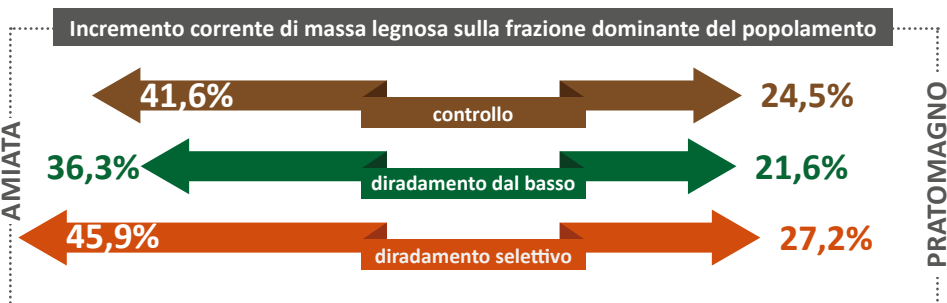 Incremento corrente di massa legnosa sulla frazione dominante del popolamento
AMIATA
41,6%
controllo
24,5%
36,3%
diradamento dal basso
21,6%
45,9%
diradamento selettivo
27,2%
PRATOMAGNO